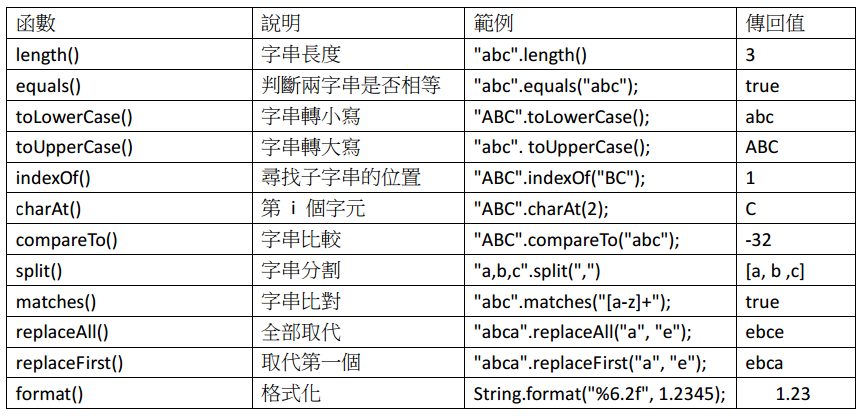 函數 說明 範例 傳回值
length() 字串長度 "abc".length() 3
equals() 判斷兩字串是否相等 "abc".equals("abc"); true
toLowerCase() 字串轉小寫 "ABC".toLowerCase(); abc
toUpperCase() 字串轉大寫 "abc". toUpperCase(); ABC
indexOf() 尋找子字串的位置 "ABC".indexOf("BC"); 1
charAt() 第 i 個字元 "ABC".charAt(2); C
compareTo() 字串比較 "ABC".compareTo("abc"); -32
split() 字串分割 "a,b,c".split(",") [a, b ,c]
matches() 字串比對 "abc".matches("[a-z]+"); true
replaceAll() 全部取代 "abca".replaceAll("a", "e"); ebce
replaceFirst() 取代第一個 "abca".replaceFirst("a", "e"); ebca
format() 格式化 String.format("%6.2f", 1.2345); 1.23